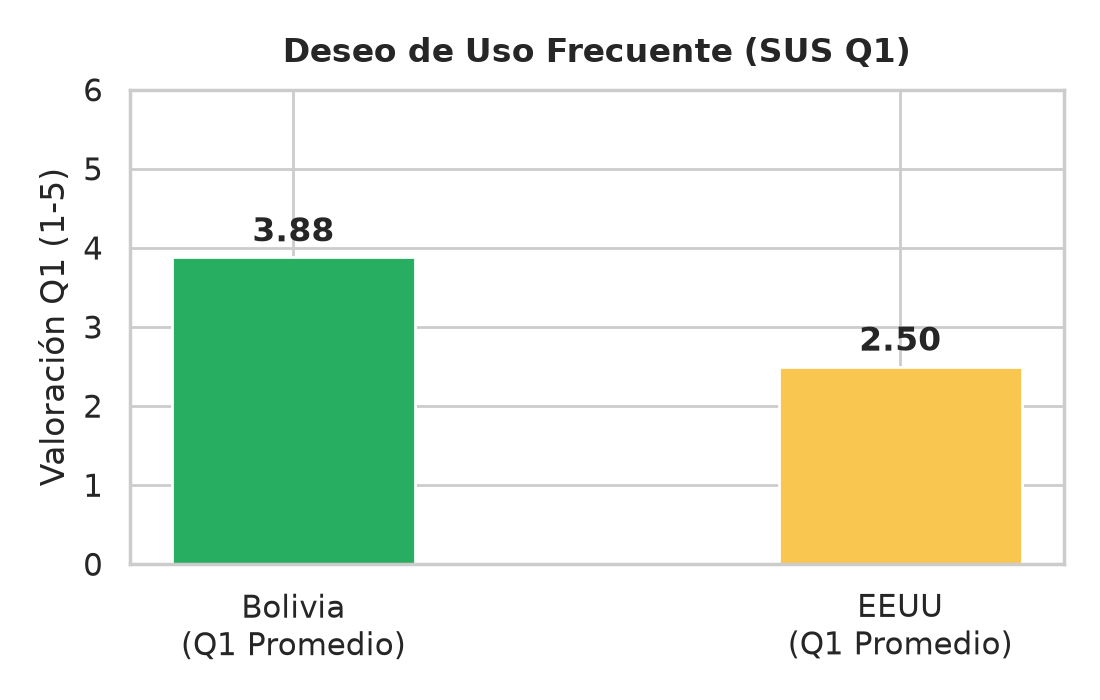 Deseo de Uso Frecuente (SUS Q1)
Valoración Q1 (1-5)
6
5
4
3
2
1
0
3.88
2.50
Bolivia
(Q1 Promedio)
EEUU
(Q1 Promedio)